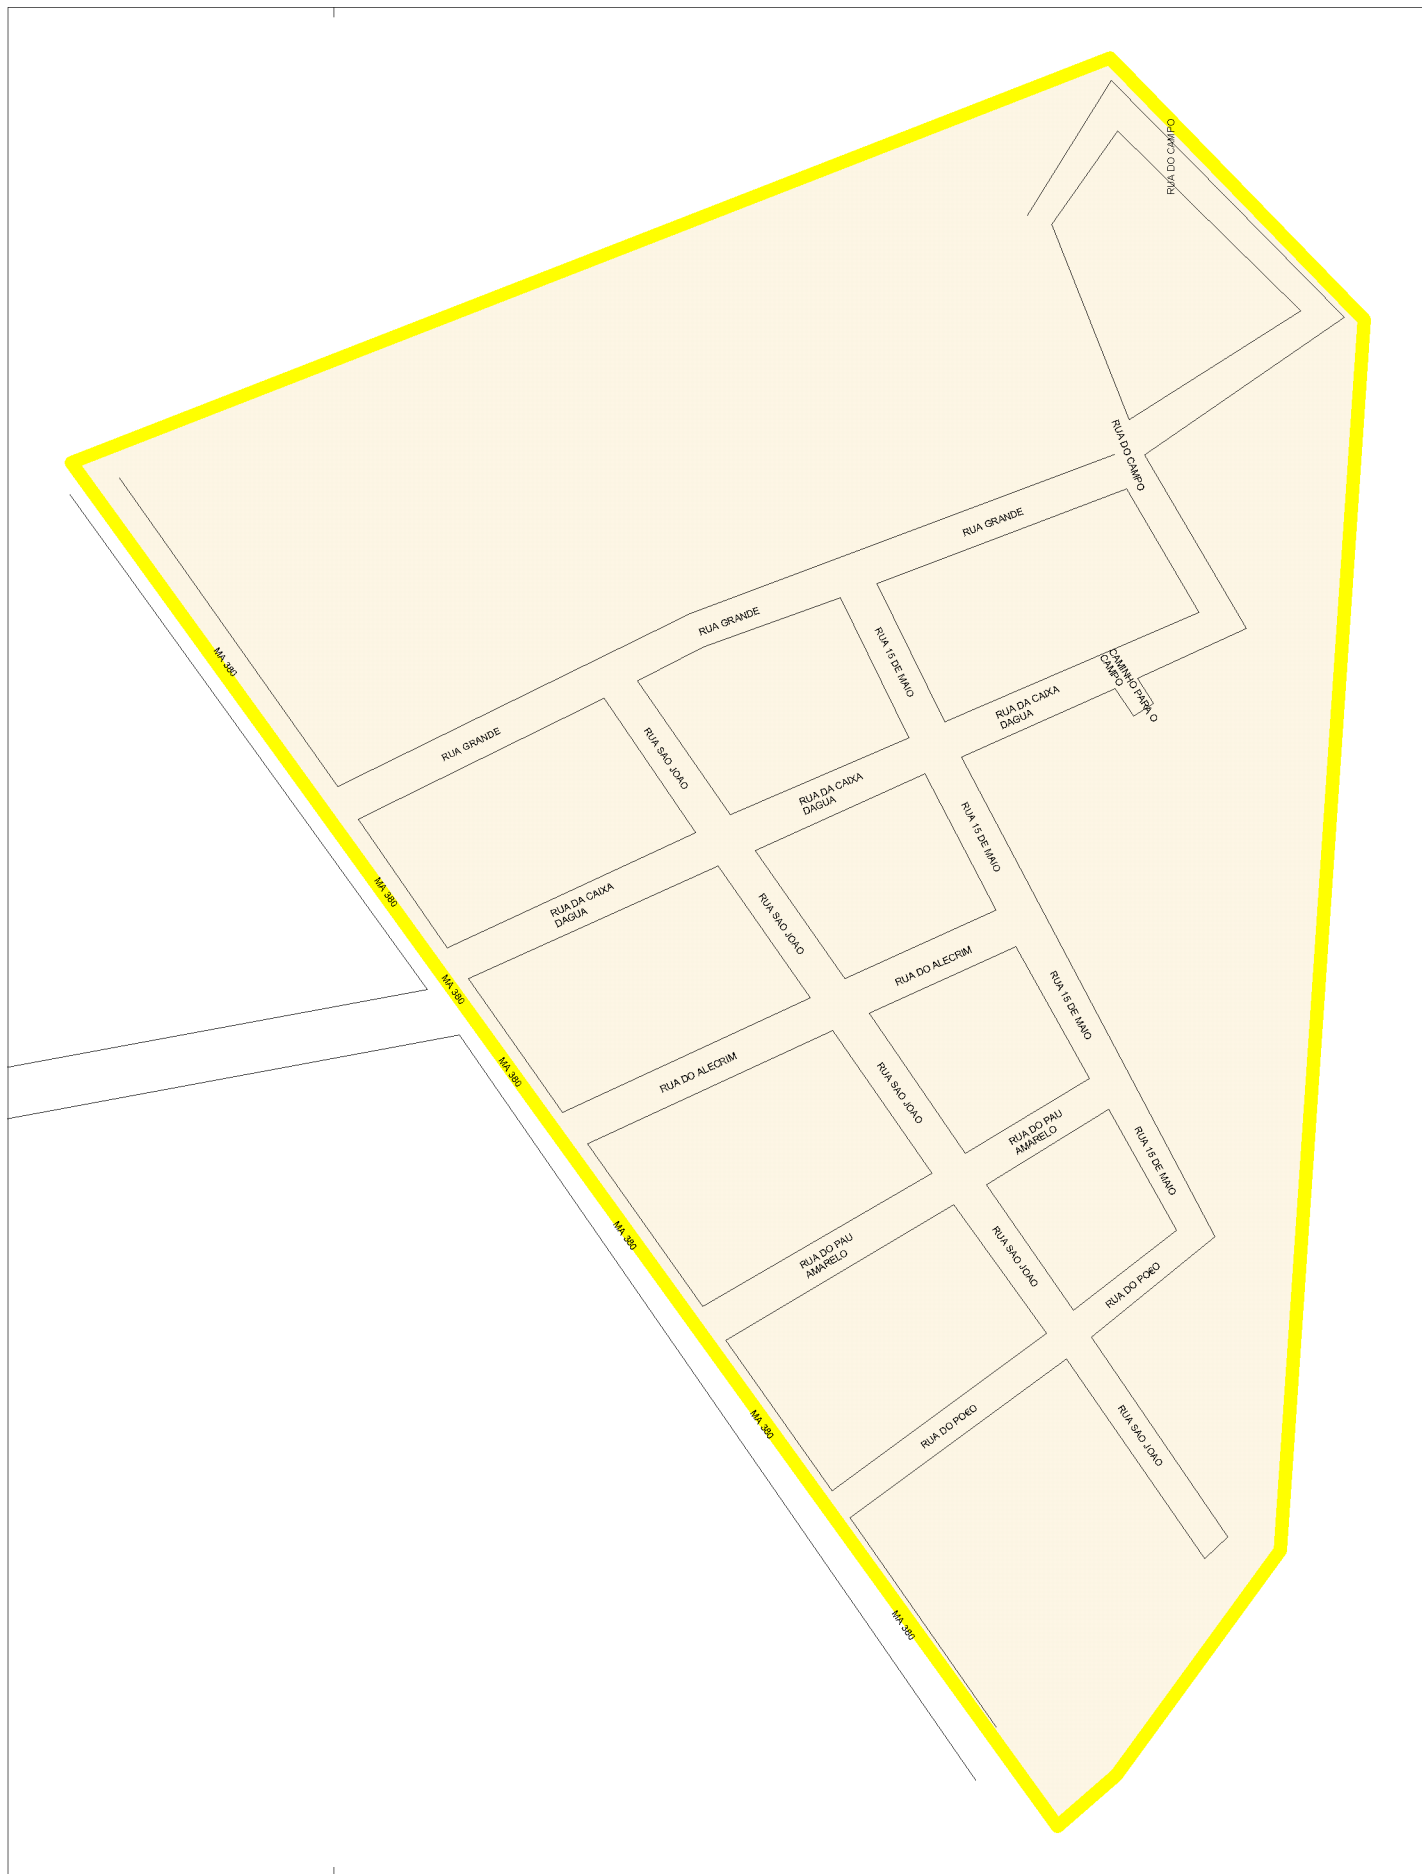 RUA DO CAMPO
RUA DO CAMPO
RUA GRANDE
RUA GRANDE
RUA GRANDE
MA 380
RUA 15 DE MAIO
CAMINHO PARA O
CAMPO
RUA DA CAIXA
DAGUA
RUA SAO JOAO
RUA DA CAIXA
DAGUA
RUA 15 DE MAIO
MA 380
RUA DA CAIXA
DAGUA
RUA SAO JOAO
RUA DO ALECRIM
MA 380
RUA 15 DE MAIO
RUA DO ALECRIM
MA 380
RUA SAO JOAO
RUA DO PAU
AMARELO
RUA 15 DE MAIO
MA 380
RUA DO PAU
AMARELO
RUA SAO JOAO
RUA DO POÇO
MA 380
RUA DO POÇO
RUA SAO JOAO
MA 380